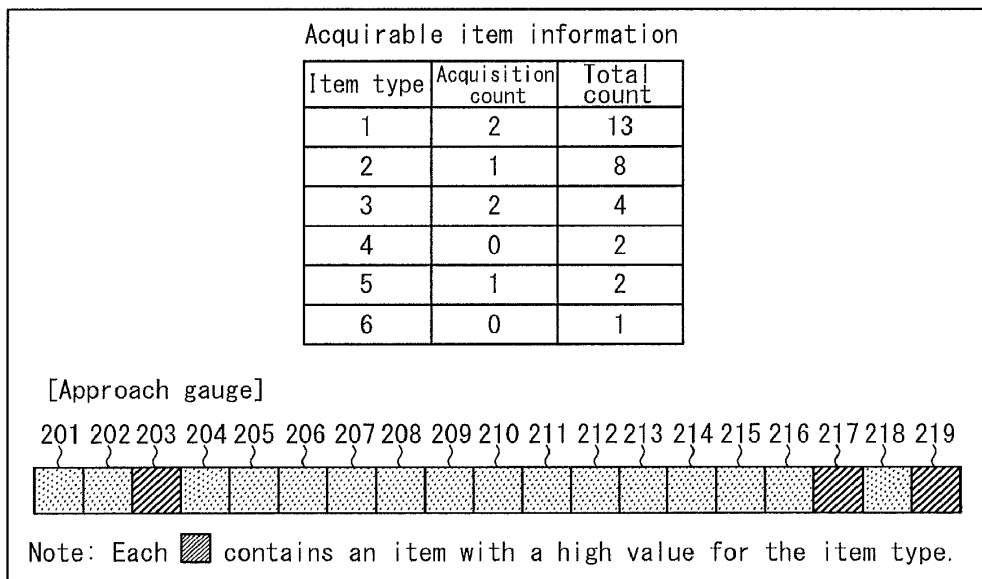 Acquirable item information
Item type Acquisition count Total count
1 2 13
2 1 8
3 2 4
4 0 2
5 1 2
6 0 1
[Approach gauge]
201 202 203 204 205 206 207 208 209 210 211 212 213 214 215 216 217 218 219
Note: Each contains an item with a high value for the item type.